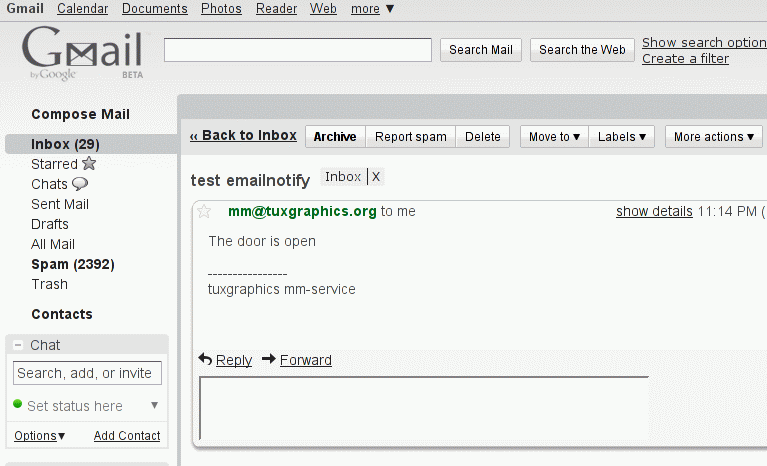 Gmail Calendar Documents Photos Reader Web more ▼
Gmail
by Google BETA
Search Mail Search the Web
Show search option
Create a filter
Compose Mail
Inbox (29)
Starred
Chats
Sent Mail
Drafts
All Mail
Spam (2392)
Trash
Contacts
Chat
Search, add, or invite
Set status here ▼
Options▼ Add Contact
‹‹ Back to Inbox Archive Report spam Delete Move to ▾ Labels ▾ More actions ▾
test emailnotify Inbox | X
mm@tuxgraphics.org to me show details 11:14 PM (
The door is open
----------------
tuxgraphics mm-service
Reply Forward